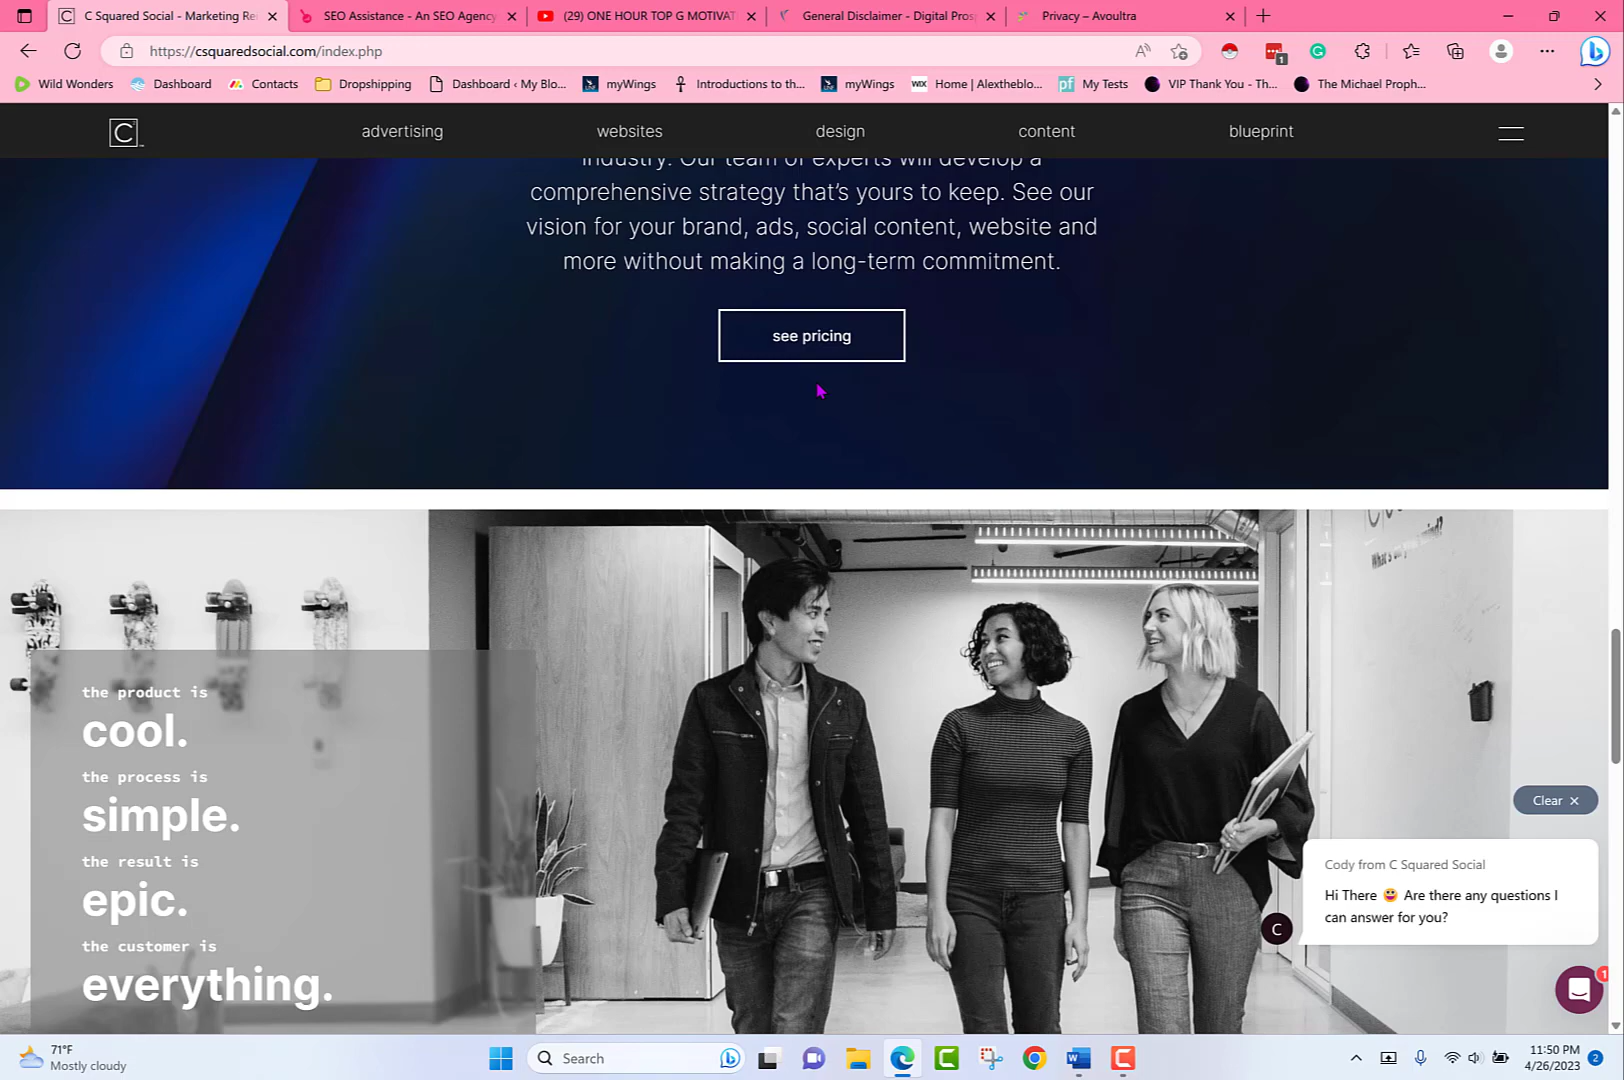 C Squared Social - Marketing Re
SEO Assistance - An SEO Agency
(29) ONE HOUR TOP G MOTIVAT
General Disclaimer - Digital Pros
Privacy – Avoultra
https://csquaredsocial.com/index.php
1
Wild Wonders
Dashboard
Contacts
Dropshipping
Dashboard ‹ My Blo...
myWings
Introductions to th...
myWings
WiX
Home | Alextheblo...
pf
My Tests
VIP Thank You - Th...
The Michael Proph...
C
advertising
websites
design
content
blueprint
industry. Our team of experts will develop a
comprehensive strategy that's yours to keep. See our
vision for your brand, ads, social content, website and
more without making a long-term commitment.
see pricing
the product is
cool.
the process is
simple.
the result is
epic.
the customer is
everything.
Clear
Cody from C Squared Social
Hi There 😀 Are there any questions I
can answer for you?
C
1
71°F
Mostly cloudy
Search
11:50 PM
4/26/2023
2